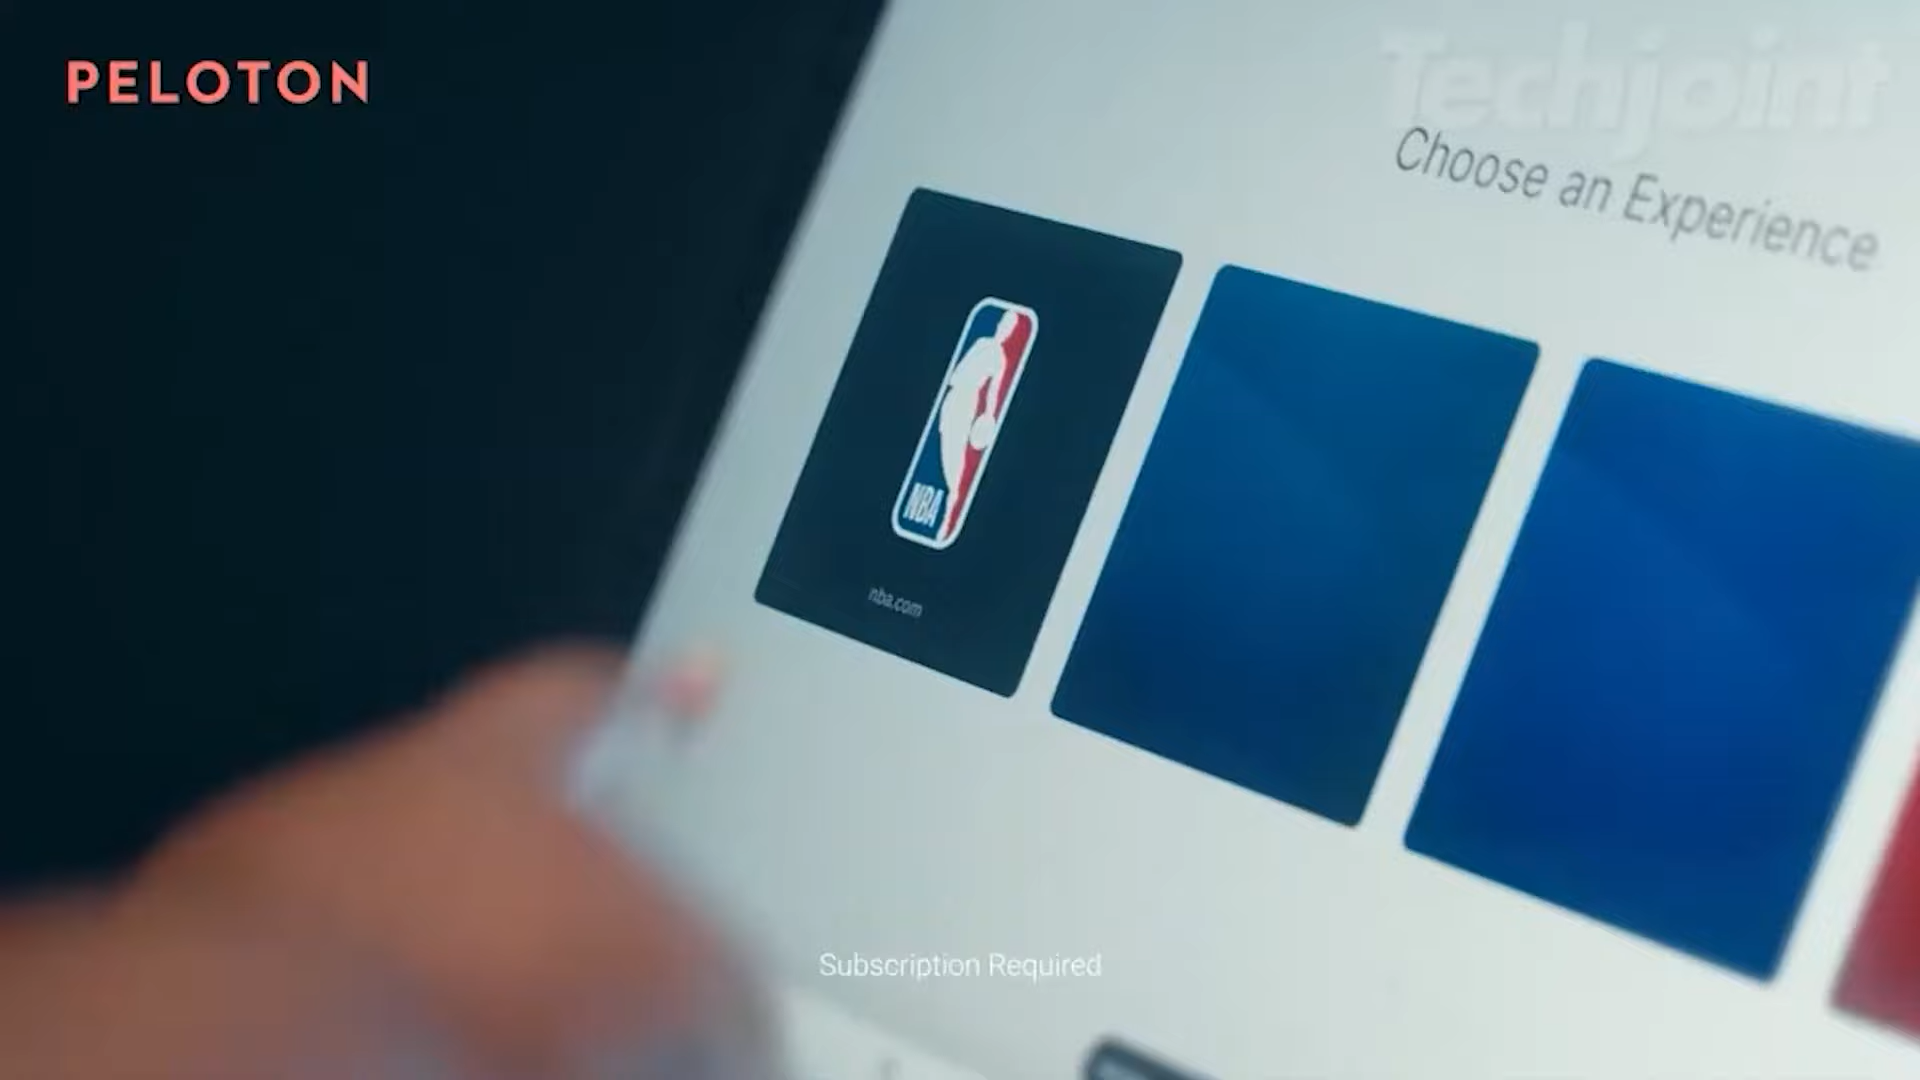 PELOTON
Techjoint
Choose an Experience
NBA
nba.com
Subscription Required